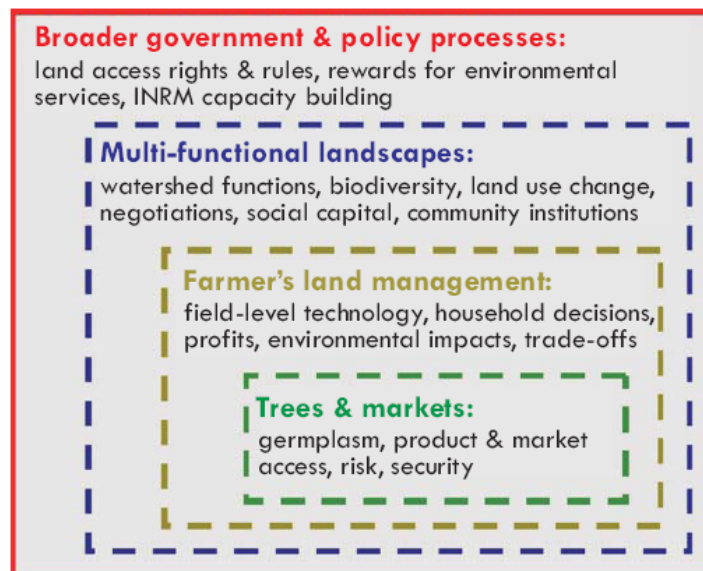 Broader government & policy processes:
land access rights & rules, rewards for environmental
services, INRM capacity building
Multi-functional landscapes:
watershed functions, biodiversity, land use change,
negotiations, social capital, community institutions
Farmer's land management:
field-level technology, household decisions,
profits, environmental impacts, trade-offs
Trees & markets:
germplasm, product & market
access, risk, security